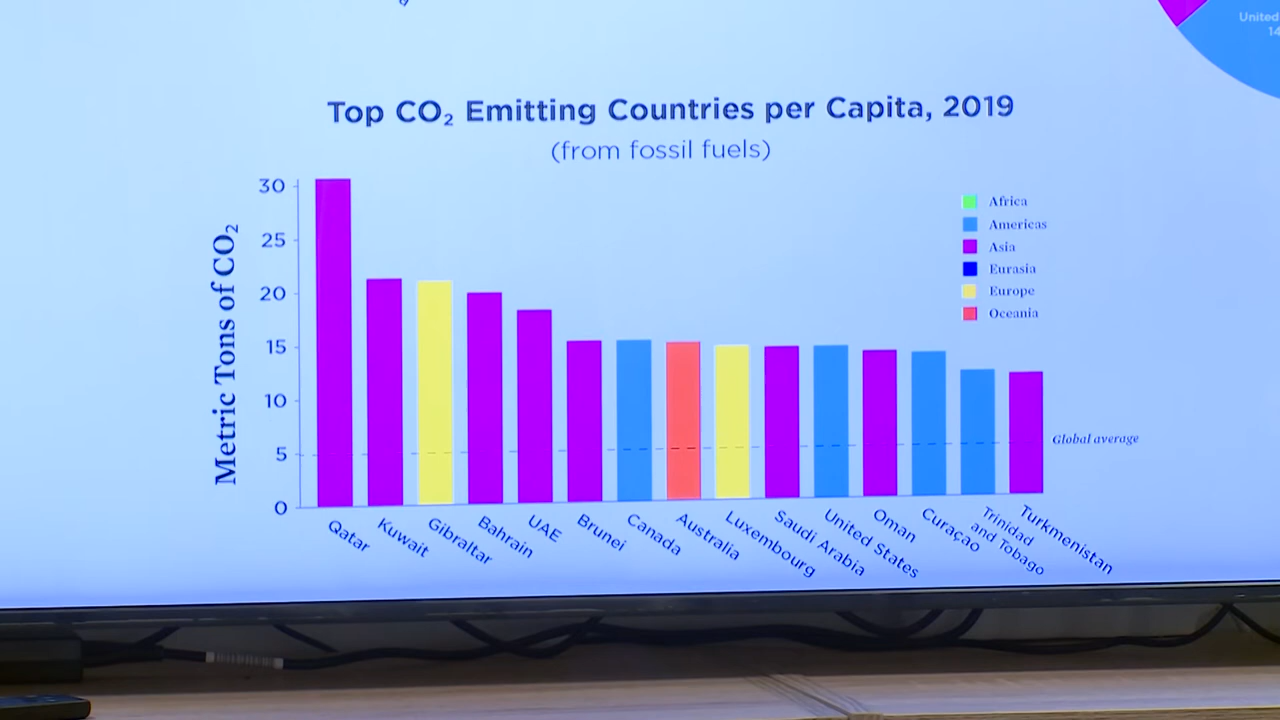 United
14
Top CO₂ Emitting Countries per Capita, 2019
(from fossil fuels)
Metric Tons of CO₂
30
25
20
15
10
5
0
Africa
Americas
Asia
Eurasia
Europe
Oceania
Global average
Qatar
Kuwait
Gibraltar
Bahrain
UAE
Brunei
Canada
Australia
Luxembourg
Saudi Arabia
United States
Oman
Curaçao
Trinidad
and Tobago
Turkmenistan